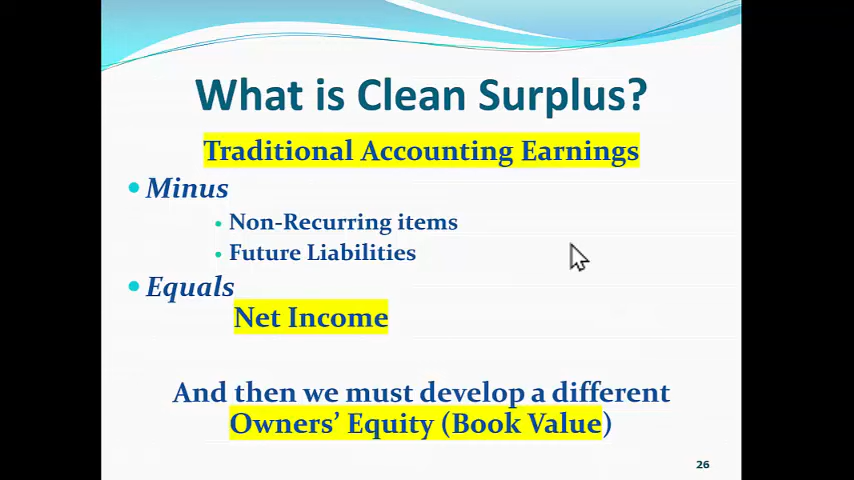 What is Clean Surplus?
Traditional Accounting Earnings
• Minus
• Non-Recurring items
• Future Liabilities
• Equals
Net Income
And then we must develop a different
Owners’ Equity (Book Value)
26